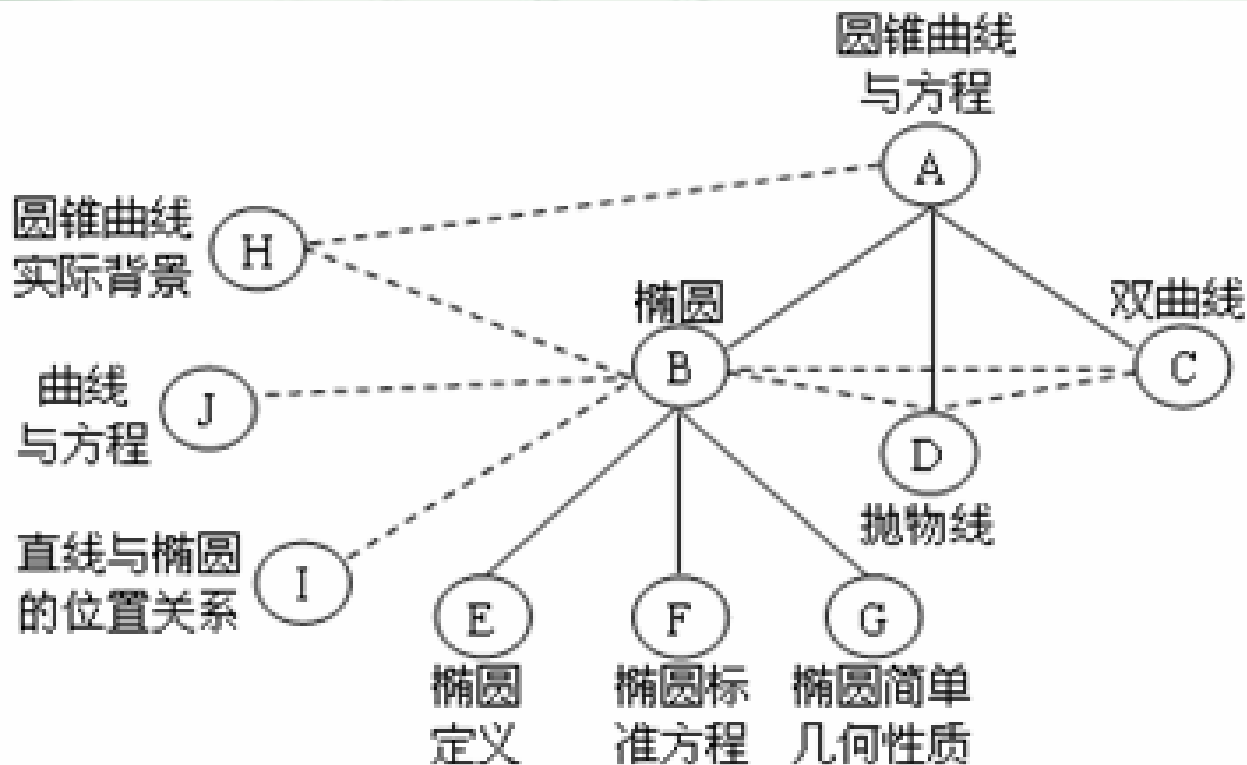 圆锥曲线
与方程
A
圆锥曲线
实际背景
H
椭圆
B
双曲线
C
曲线
与方程
J
D
抛物线
直线与椭圆
的位置关系
I
E
椭圆
定义
F
椭圆标
准方程
G
椭圆简单
几何性质